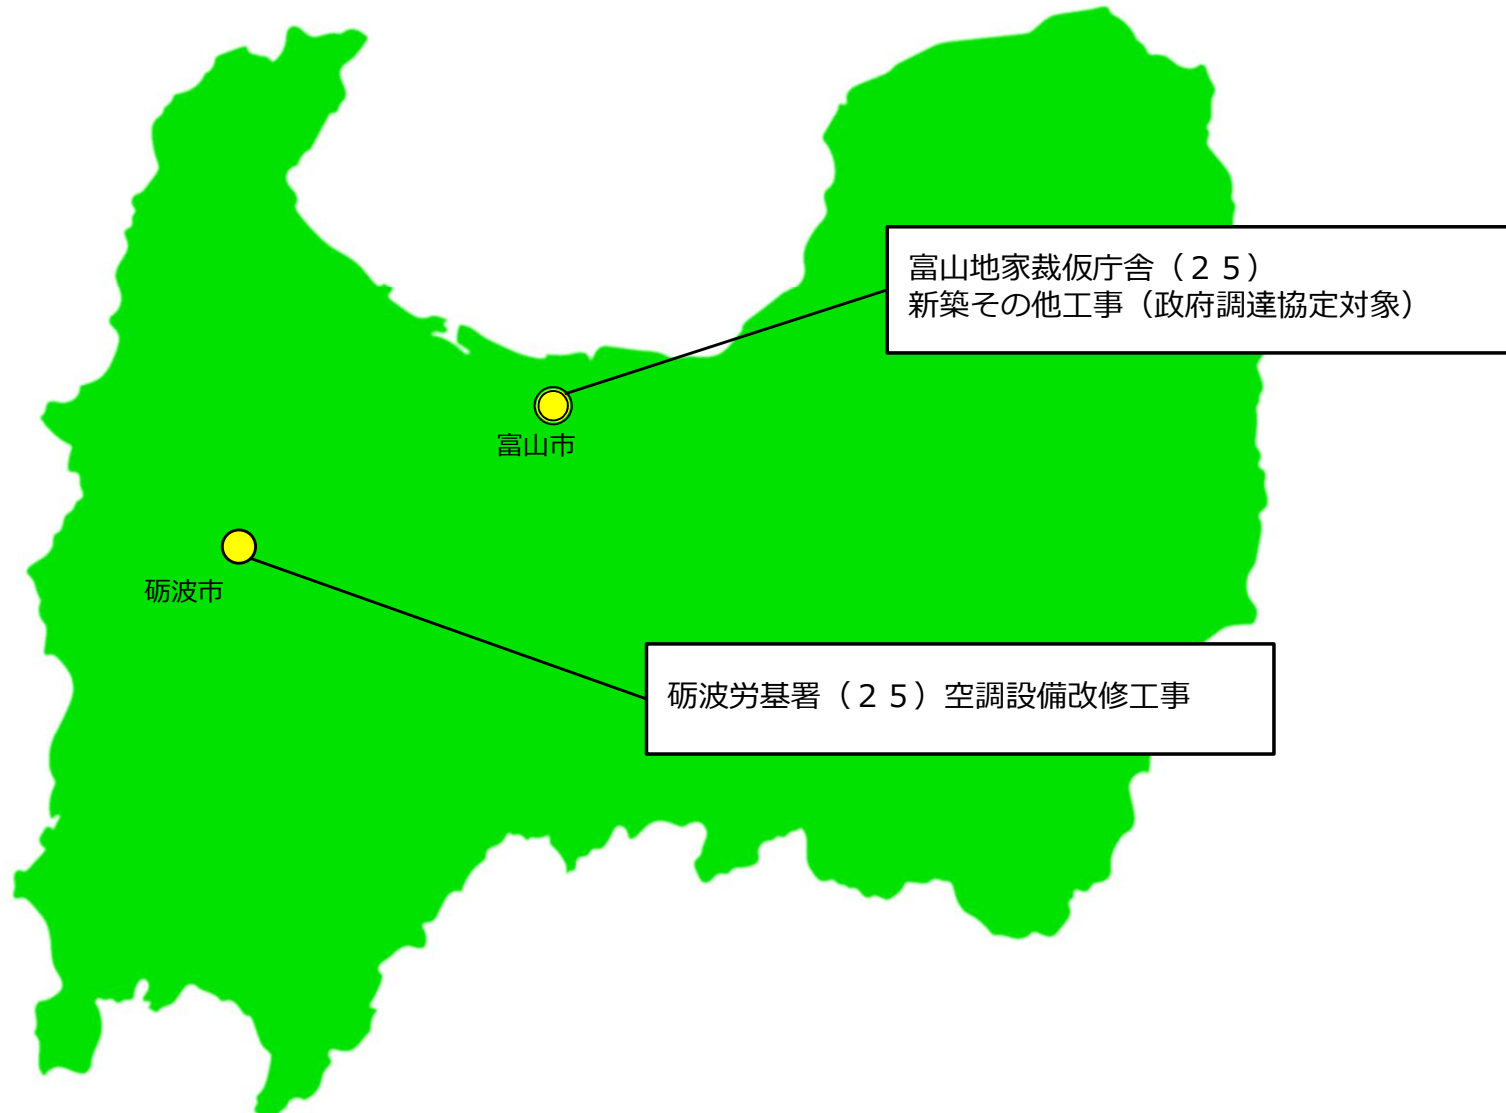 富山地家裁仮庁舎（２５）
新築その他工事（政府調達協定対象）
富山市
砺波市
砺波労基署（２５）空調設備改修工事